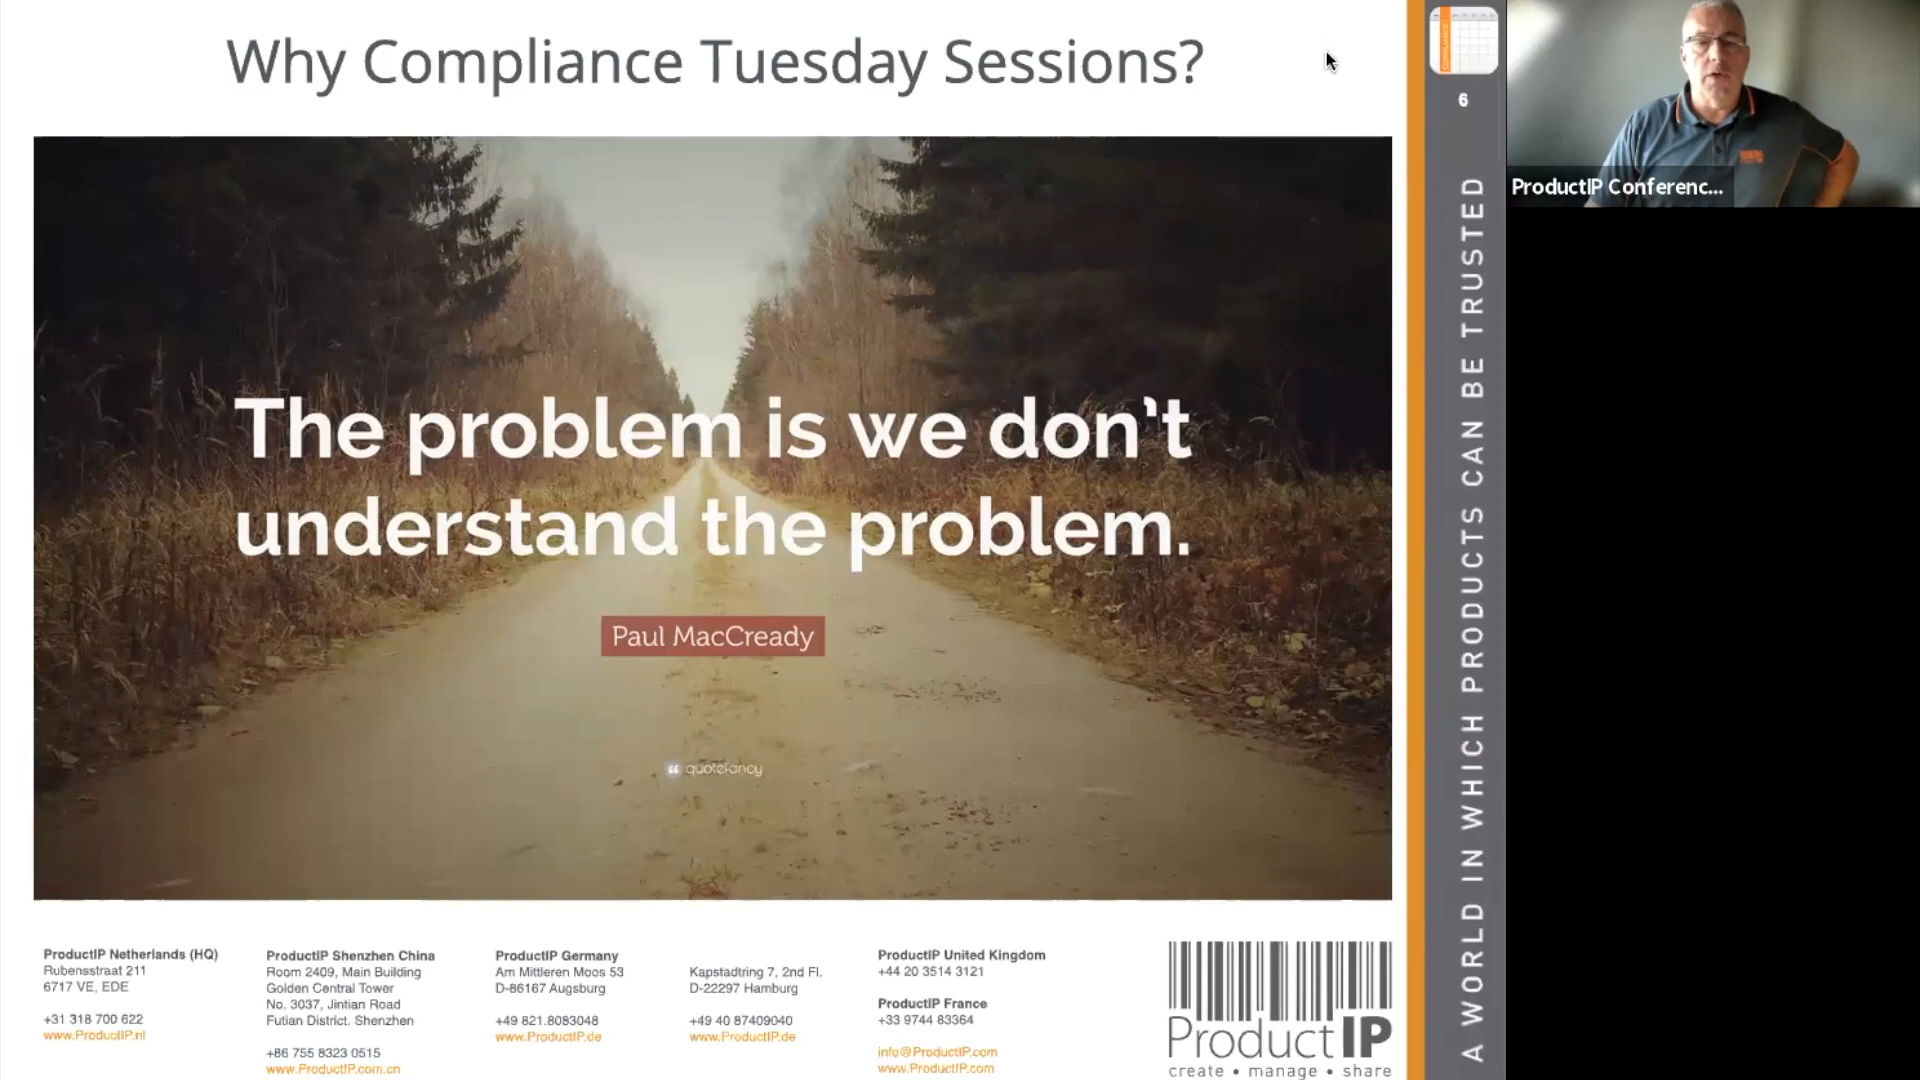 Why Compliance Tuesday Sessions?
The problem is we don't
understand the problem.
Paul MacCready
quotefancy
ProductIP Netherlands (HQ)
Rubensstraat 211
6717 VE, EDE
+31 318 700 622
www.ProductIP.nl
ProductIP Shenzhen China
Room 2409, Main Building
Golden Central Tower
No. 3037, Jintian Road
Futian District. Shenzhen
+86 755 8323 0515
www.ProductIP.com.cn
ProductIP Germany
Am Mittleren Moos 53
D-86167 Augsburg
+49 821.8083048
www.ProductIP.de
Kapstadtring 7, 2nd Fl.
D-22297 Hamburg
+49 40 87409040
www.ProductIP.de
ProductIP United Kingdom
+44 20 3514 3121
ProductIP France
+33 9744 83364
info@ProductIP.com
www.ProductIP.com
ProductIP
create • manage • share
COMPLIANCE
6
A WORLD IN WHICH PRODUCTS CAN BE TRUSTED
ProductIP Conferenc...